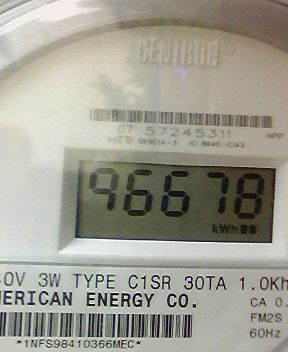 CENTRON
07 57245311
96678
kWh
40V 3W TYPE C1SR 30TA 1.0Kh
MERICAN ENERGY CO.
CA 0.
FM2S
60Hz
*1NFS98410366MEC*